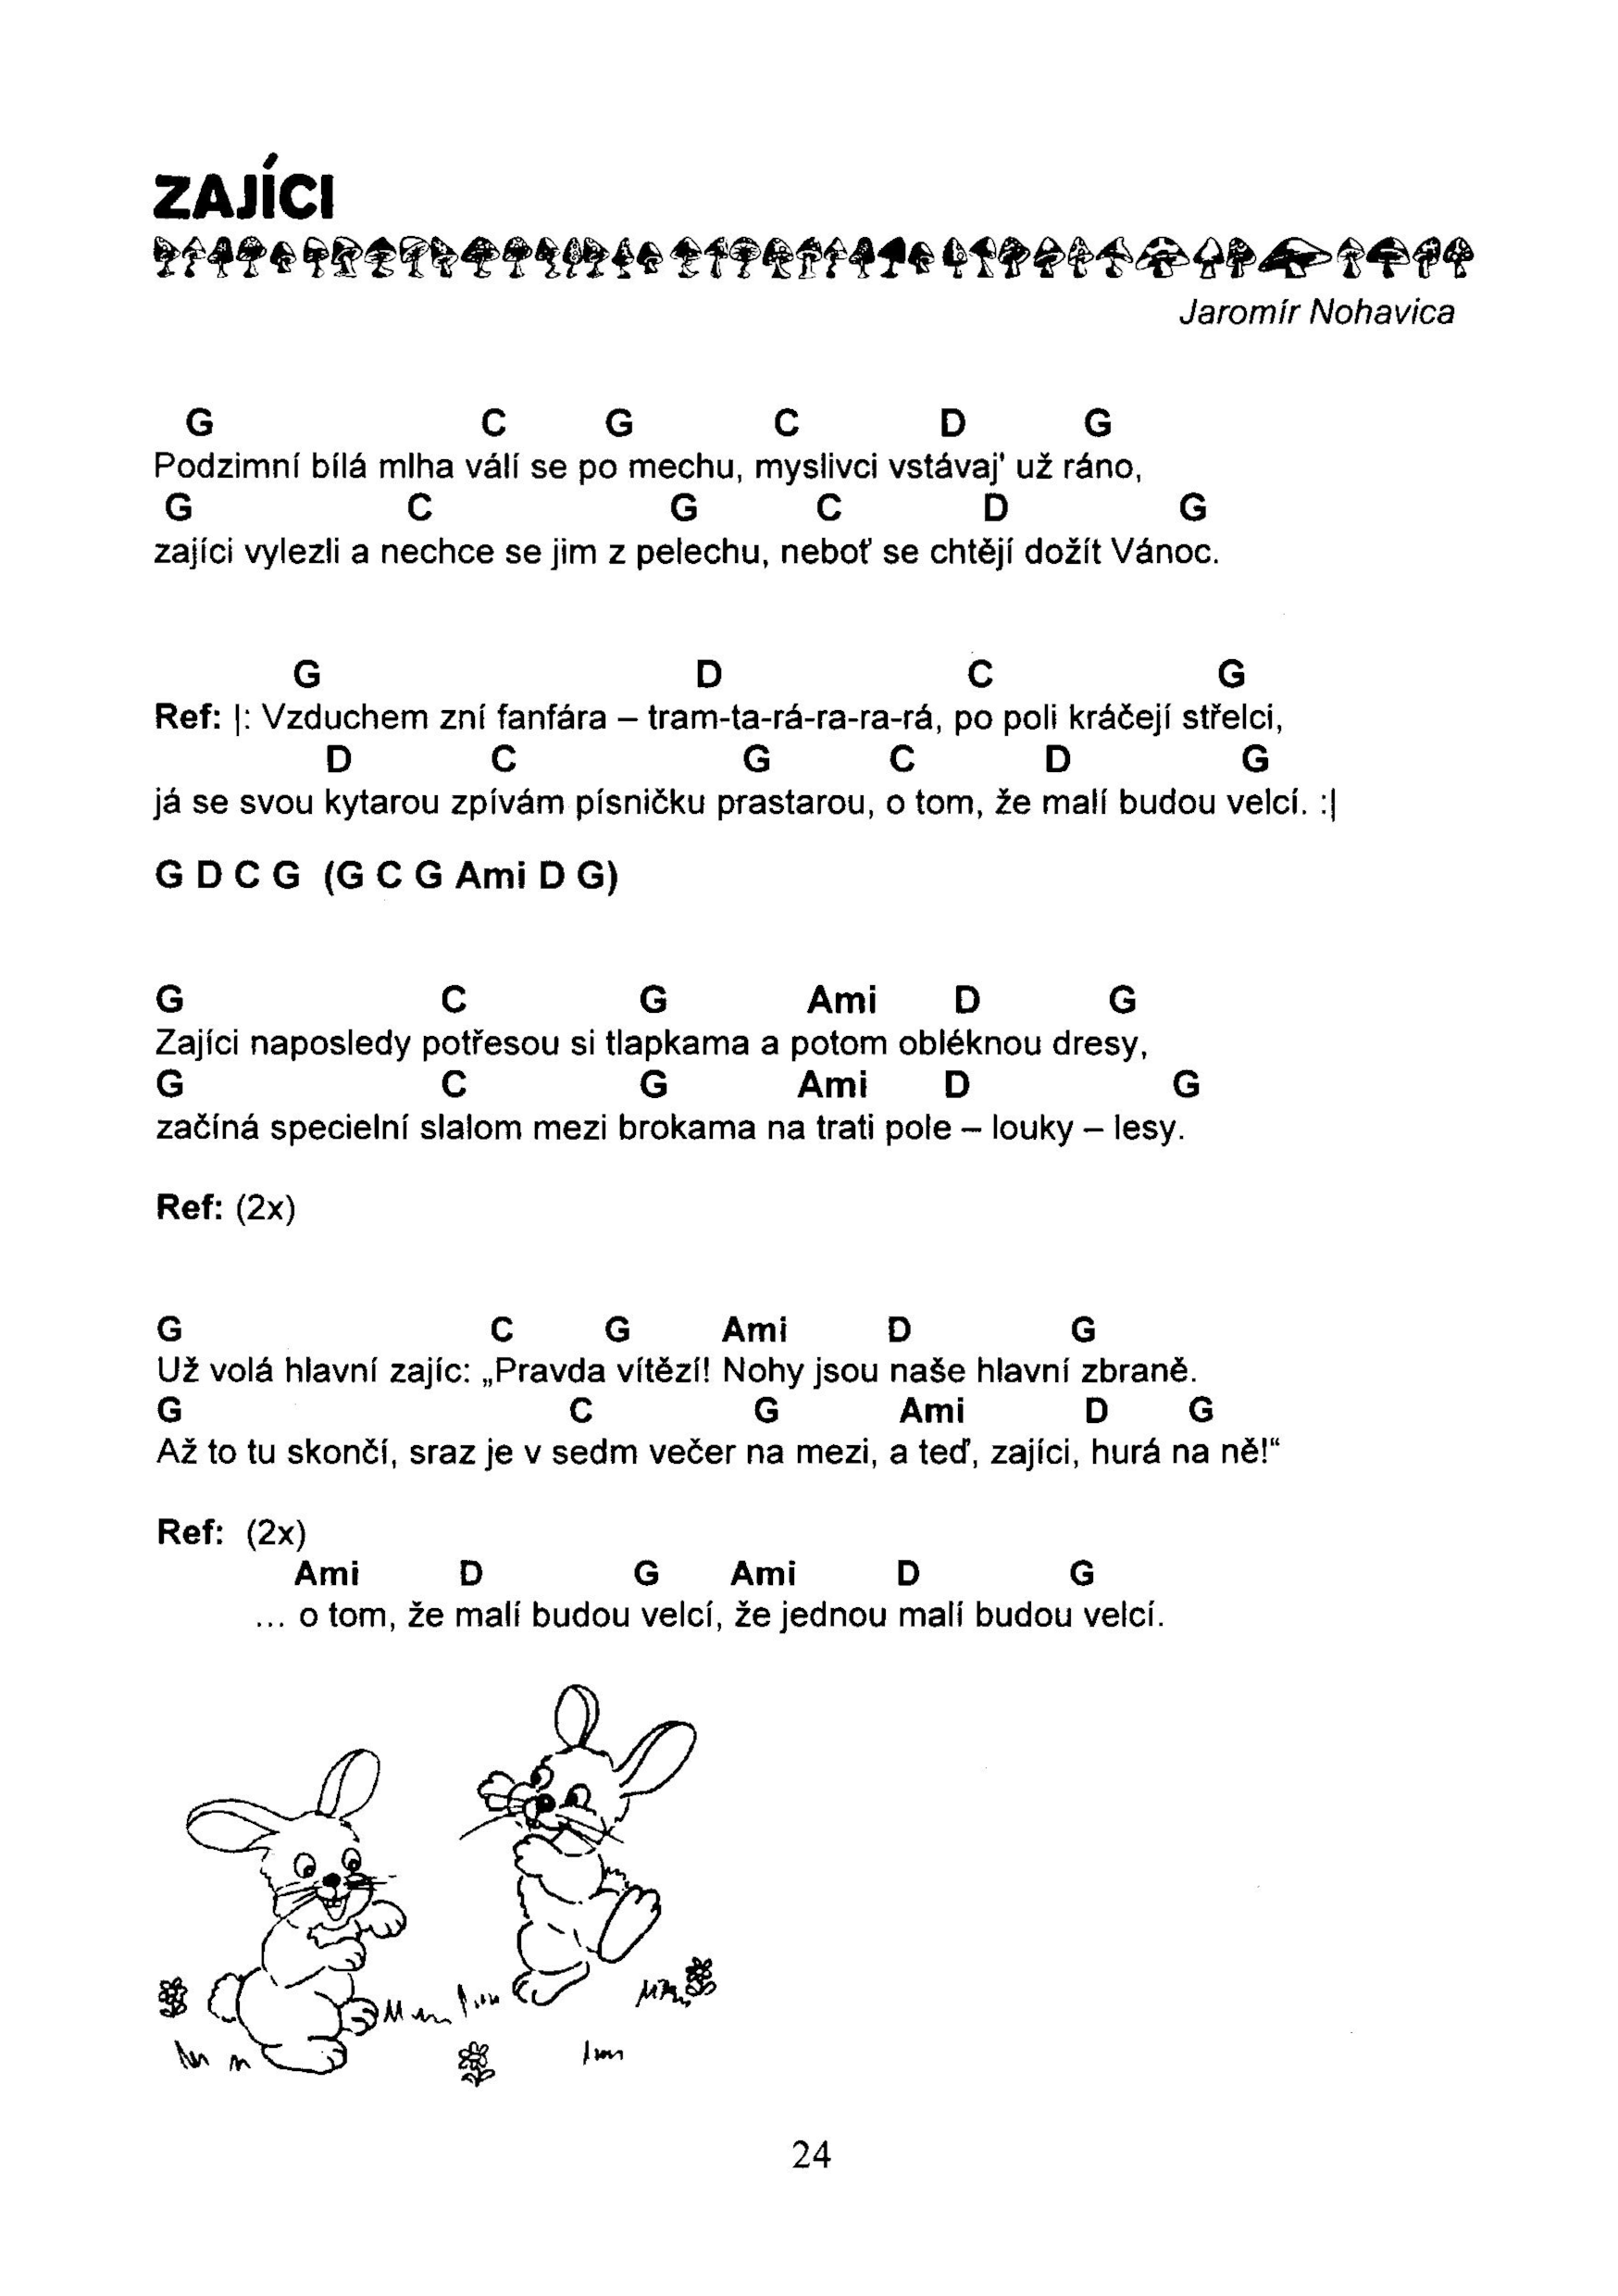 ZAJÍCI
Jaromír Nohavica
G C G C D G
Podzimní bílá mlha válí se po mechu, myslivci vstávaj' už ráno,
G C G C D G
zajíci vylezli a nechce se jim z pelechu, neboť se chtějí dožít Vánoc.
G D C G
Ref: |: Vzduchem zní fanfára – tram-ta-rá-ra-ra-rá, po poli kráčejí střelci,
D C G C D G
já se svou kytarou zpívám písničku prastarou, o tom, že malí budou velcí. :|
G D C G (G C G Ami D G)
G C G Ami D G
Zajíci naposledy potřesou si tlapkama a potom obléknou dresy,
G C G Ami D G
začíná specielní slalom mezi brokama na trati pole – louky – lesy.
Ref: (2x)
G C G Ami D G
Už volá hlavní zajíc: „Pravda vítězí! Nohy jsou naše hlavní zbraně.
G C G Ami D G
Až to tu skončí, sraz je v sedm večer na mezi, a teď, zajíci, hurá na ně!“
Ref: (2x)
Ami D G Ami D G
... o tom, že malí budou velcí, že jednou malí budou velcí.
24